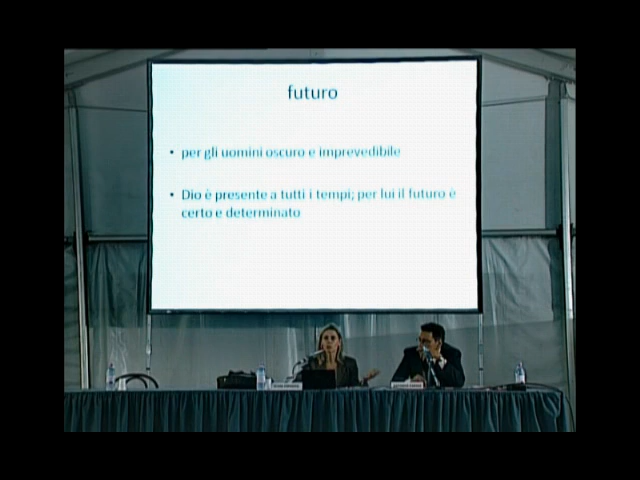 futuro
• per gli uomini oscuro e imprevedibile
• Dio è presente a tutti i tempi; per lui il futuro è
certo e determinato